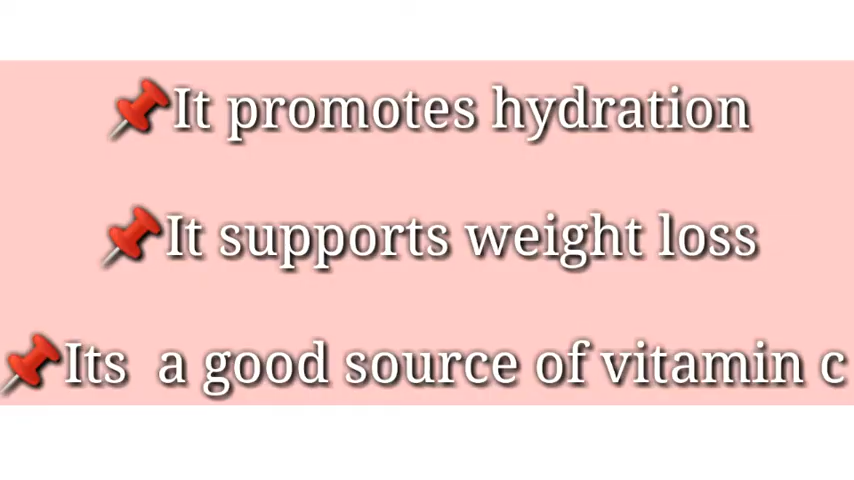 📌It promotes hydration
📌It supports weight loss
📌Its  a good source of vitamin c